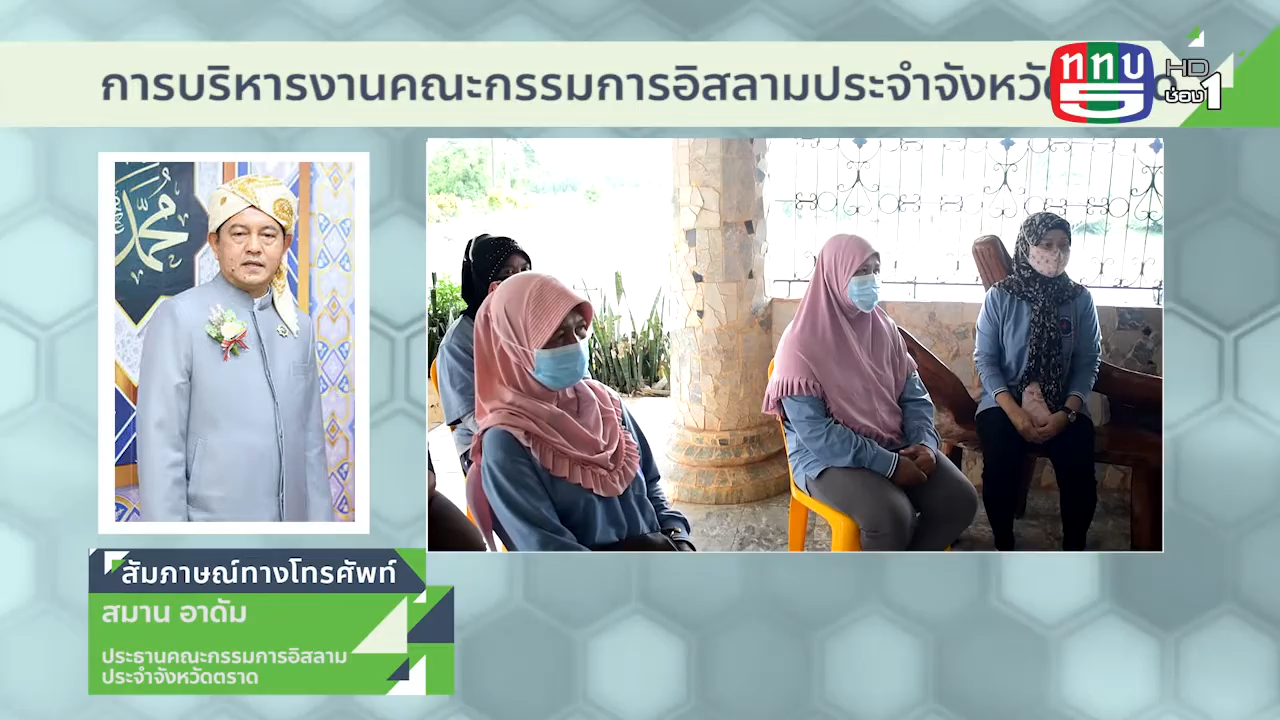 การบริหารงานคณะกรรมการอิสลามประจำจังหวัด
ททบ
5
HD
ช่อง1
محمد
สัมภาษณ์ทางโทรศัพท์
สมาน อาดัม
ประธานคณะกรรมการอิสลาม
ประจำจังหวัดตราด